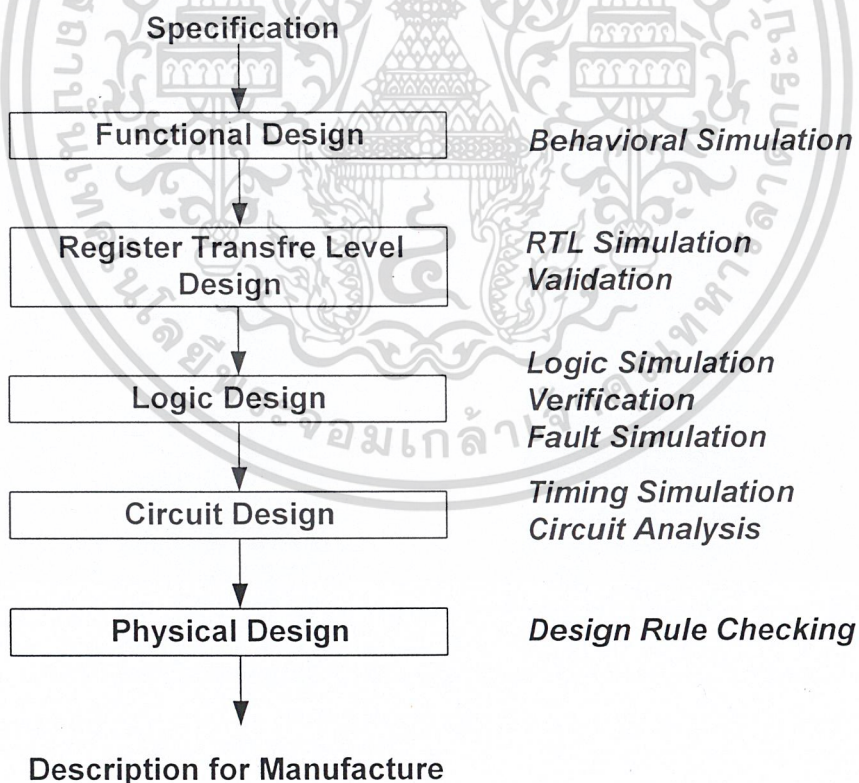 Specification
Functional Design
Behavioral Simulation
Register Transfre Level
Design
RTL Simulation
Validation
Logic Design
Logic Simulation
Verification
Fault Simulation
Circuit Design
Timing Simulation
Circuit Analysis
Physical Design
Design Rule Checking
Description for Manufacture